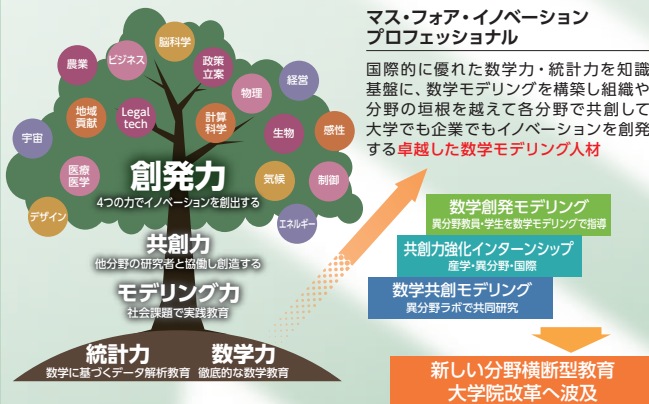 脳科学
農業
ビジネス
政策
立案
経営
物理
地域
貢献
Legal
tech
計算
科学
宇宙
生物
感性
医療
医学
創発力
4つの力でイノベーションを創出する
気候
制御
デザイン
エネルギー
共創力
他分野の研究者と協働し創造する
モデリング力
社会課題で実践教育
統計力
数学に基づくデータ解析教育
数学力
徹底的な数学教育
マス・フォア・イノベーション
プロフェッショナル
国際的に優れた数学力・統計力を知識
基盤に、数学モデリングを構築し組織や
分野の垣根を越えて各分野で共創して
大学でも企業でもイノベーションを創発
する卓越した数学モデリング人材
数学創発モデリング
異分野教員・学生を数学モデリングで指導
共創力強化インターンシップ
産学・異分野・国際
数学共創モデリング
異分野ラボで共同研究
新しい分野横断型教育
大学院改革へ波及